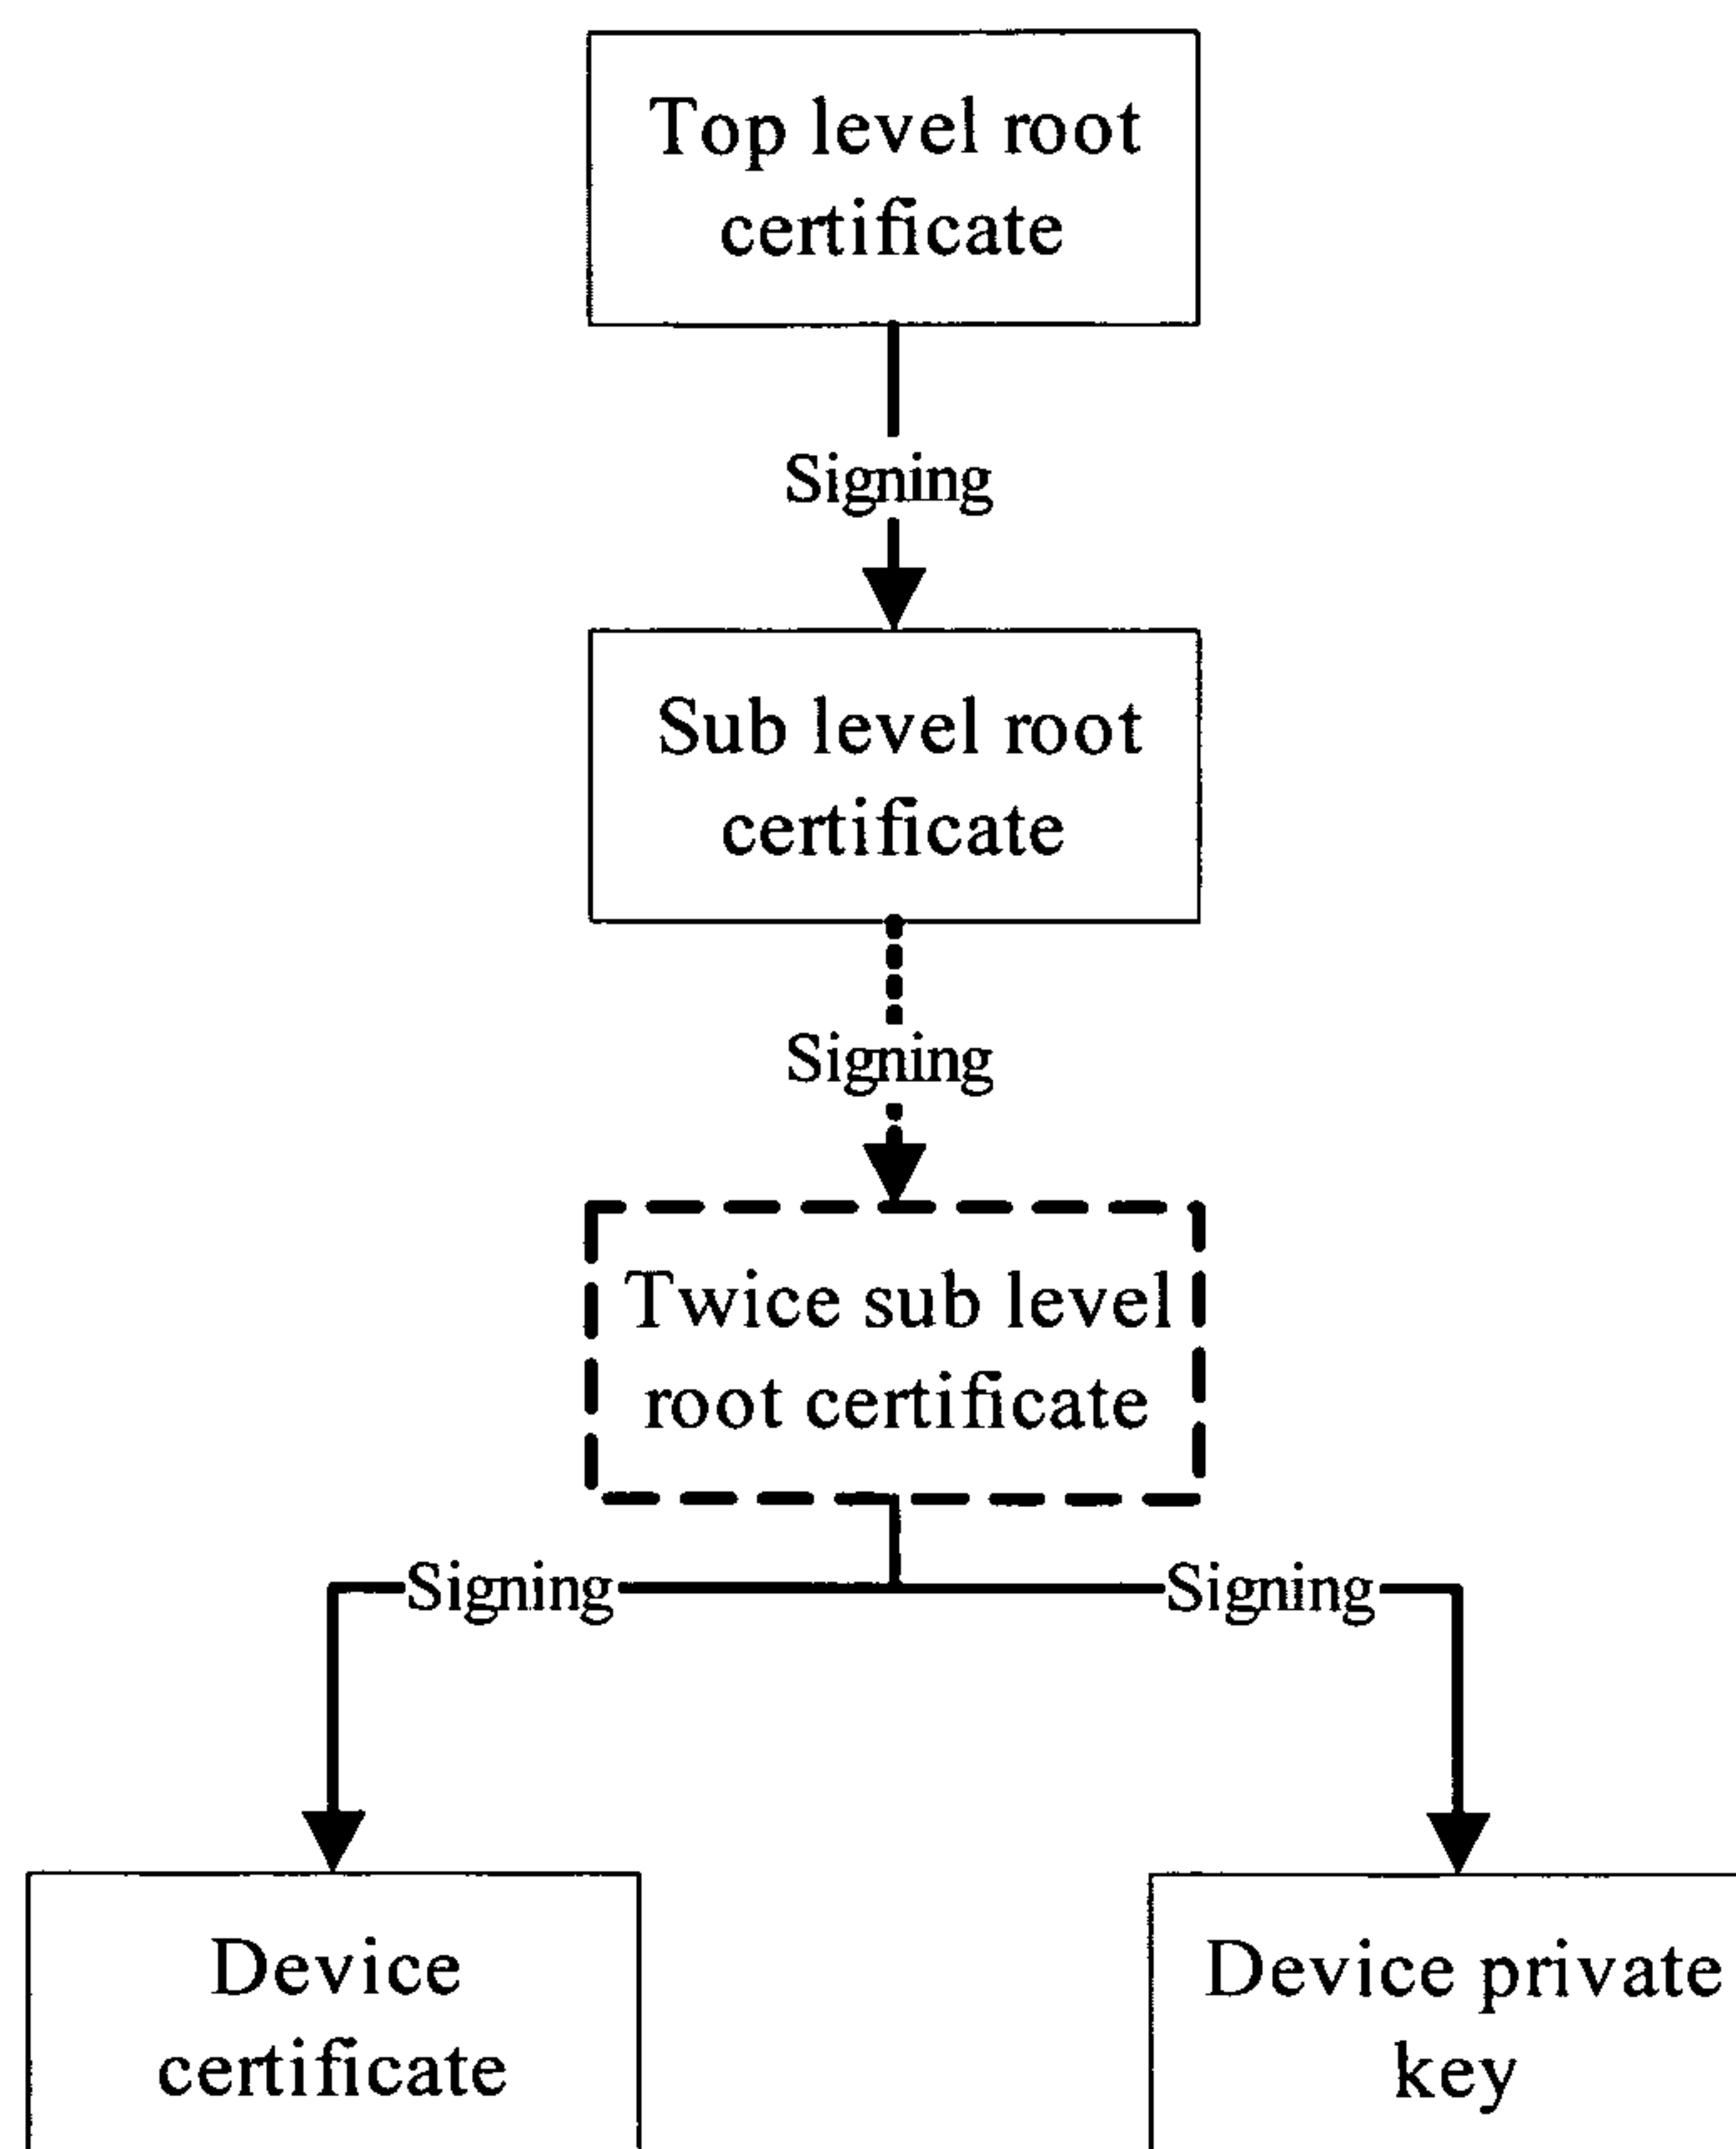 Top level root
certificate
Signing
Sub level root
certificate
Signing
Twice sub level
root certificate
Signing
Signing
Device
certificate
Device private
key